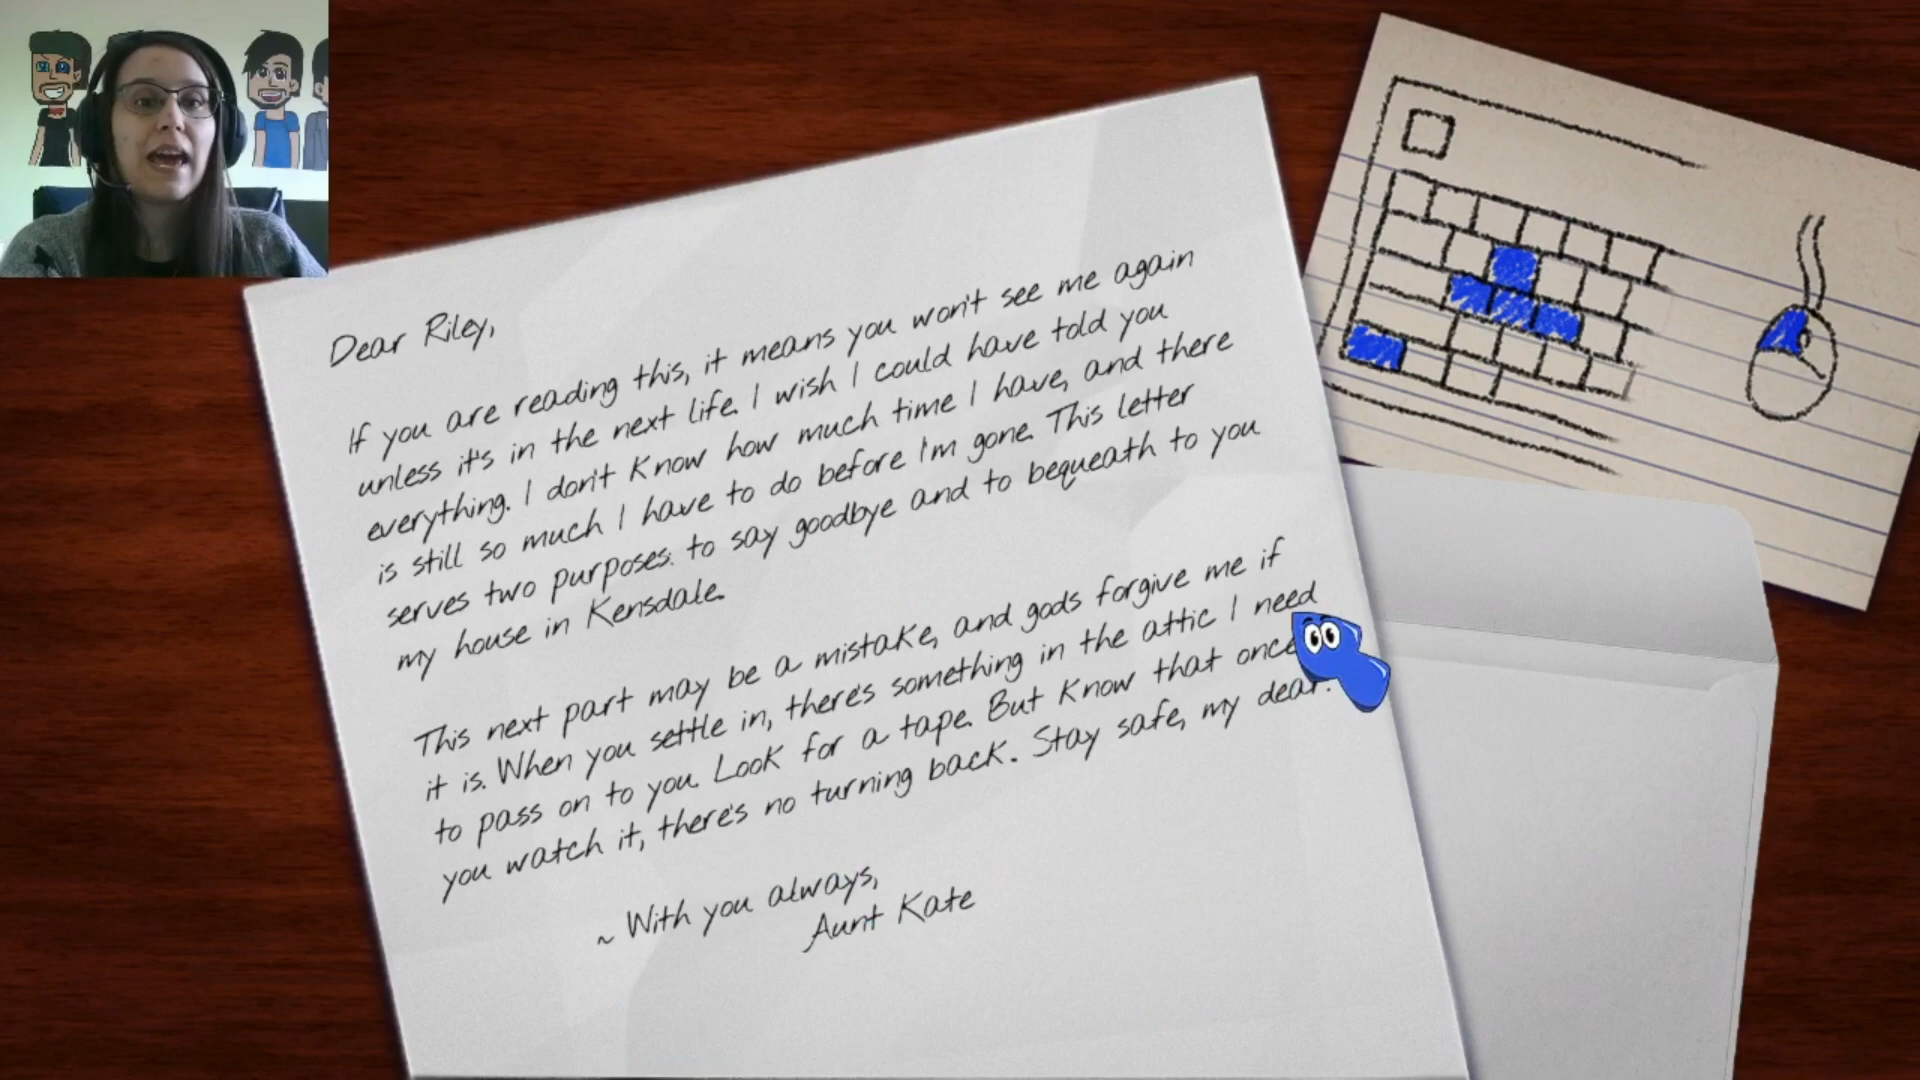 Dear Riley,
If you are reading this, it means you won't see me again
unless it's in the next life. I wish I could have told you
everything. I don't know how much time I have, and there
is still so much I have to do before I'm gone. This letter
serves two purposes: to say goodbye and to bequeath to you
my house in Kensdale.
This next part may be a mistake, and gods forgive me if
it is. When you settle in, there's something in the attic I need
to pass on to you. Look for a tape. But know that once
you watch it, there's no turning back. Stay safe, my dear.
~ With you always,
Aunt Kate